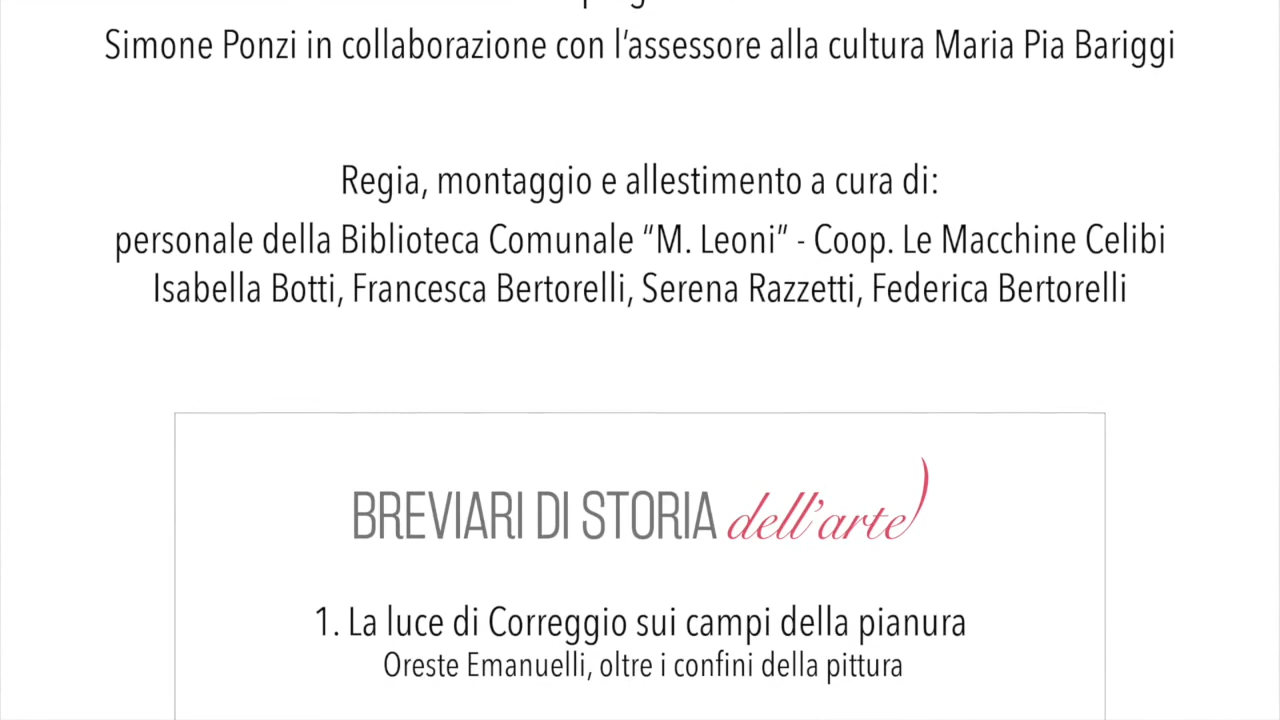 Simone Ponzi in collaborazione con l’assessore alla cultura Maria Pia Bariggi
Regia, montaggio e allestimento a cura di:
personale della Biblioteca Comunale “M. Leoni” - Coop. Le Macchine Celibi
Isabella Botti, Francesca Bertorelli, Serena Razzetti, Federica Bertorelli
BREVIARI DI STORIA dell’arte)
1. La luce di Correggio sui campi della pianura
Oreste Emanuelli, oltre i confini della pittura